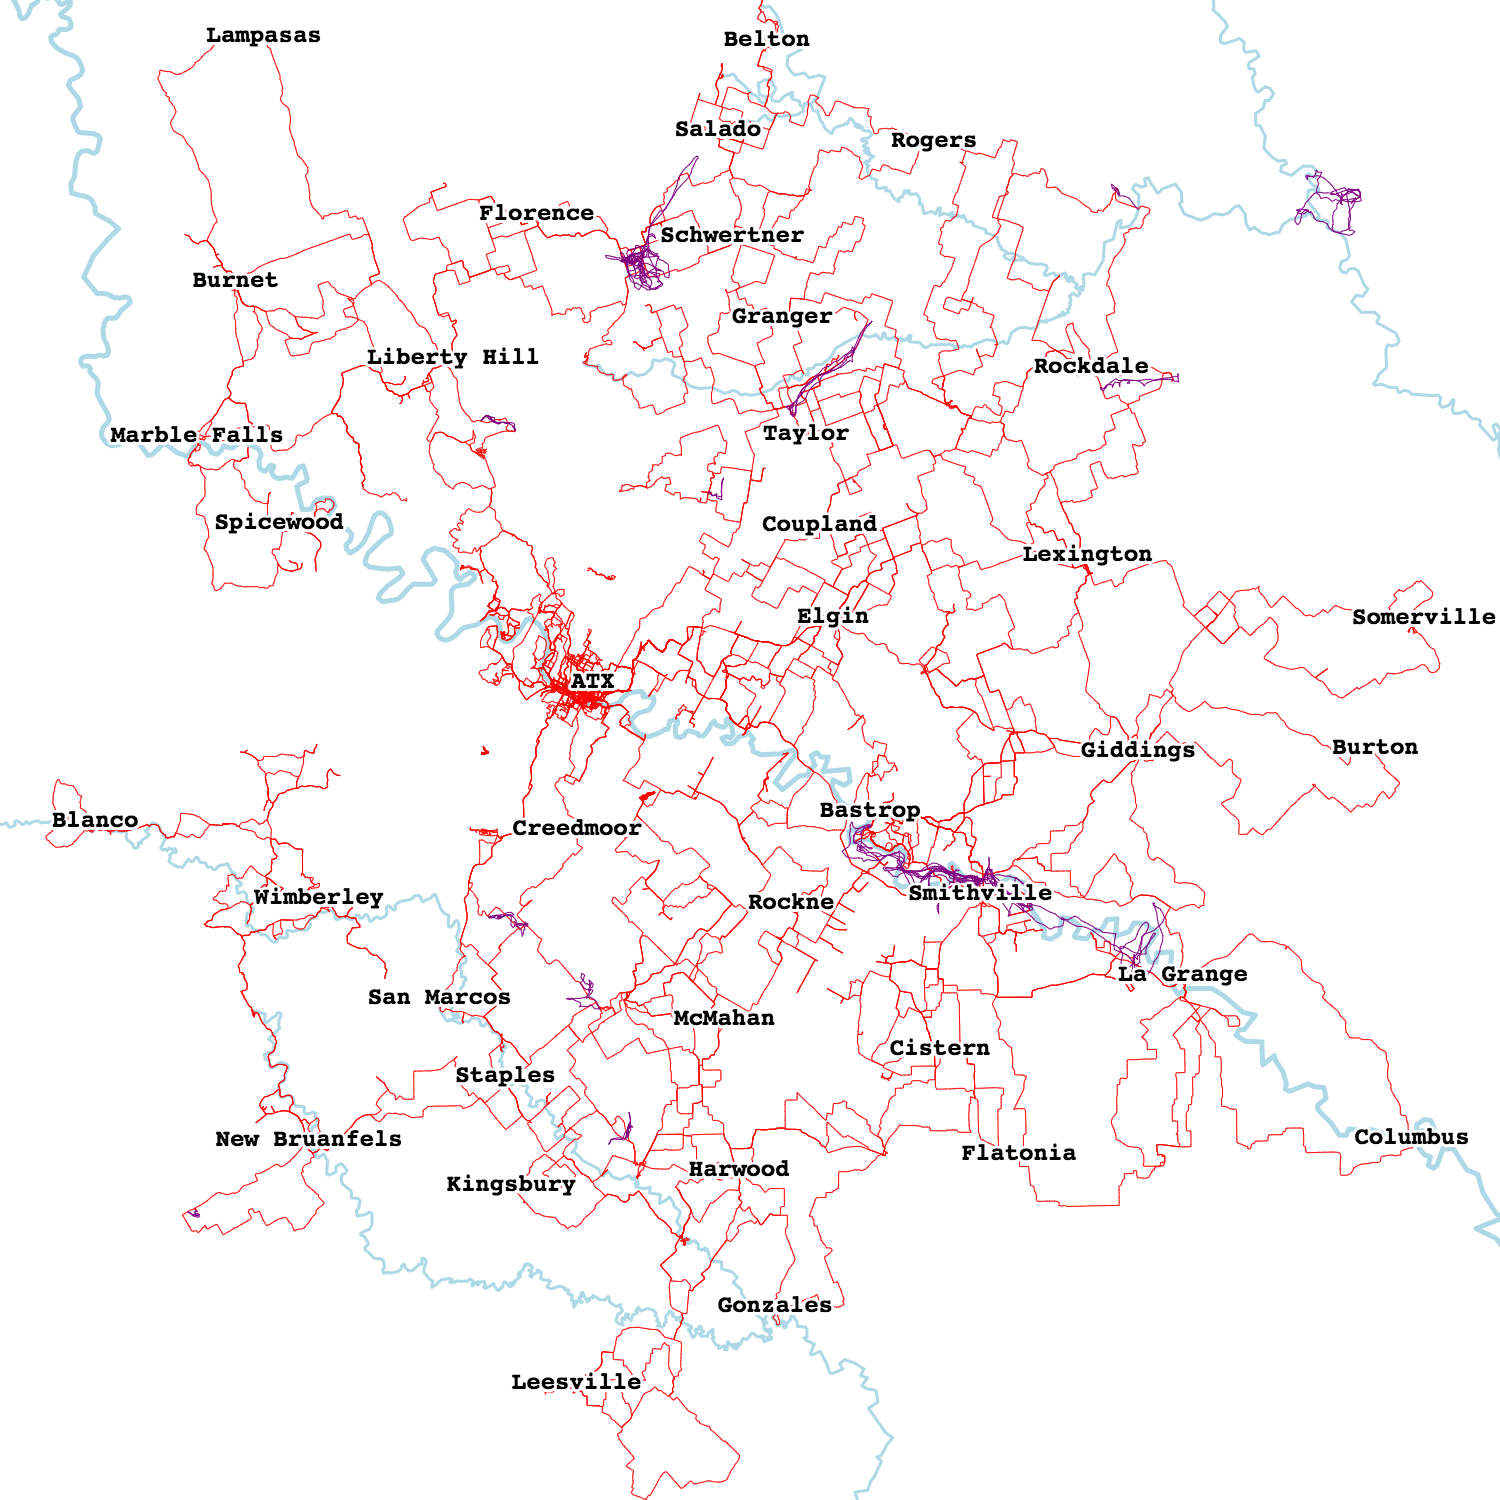 Lampasas
Belton
Salado
Rogers
Florence
Schwertner
Burnet
Granger
Liberty Hill
Rockdale
Marble Falls
Taylor
Spicewood
Coupland
Lexington
Elgin
Somerville
ATX
Giddings
Burton
Blanco
Creedmoor
Bastrop
Wimberley
Rockne
Smithville
San Marcos
La Grange
McMahan
Cistern
Staples
New Bruanfels
Flatonia
Columbus
Kingsbury
Harwood
Gonzales
Leesville